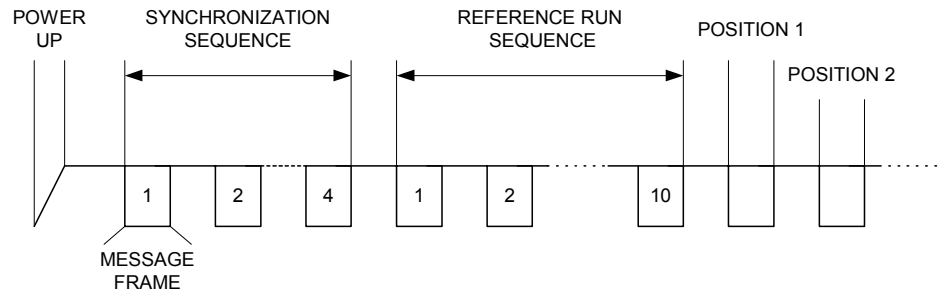 POWER
UP
SYNCHRONIZATION
SEQUENCE
REFERENCE RUN
SEQUENCE
POSITION 1
POSITION 2
1
2
4
1
2
10
MESSAGE
FRAME